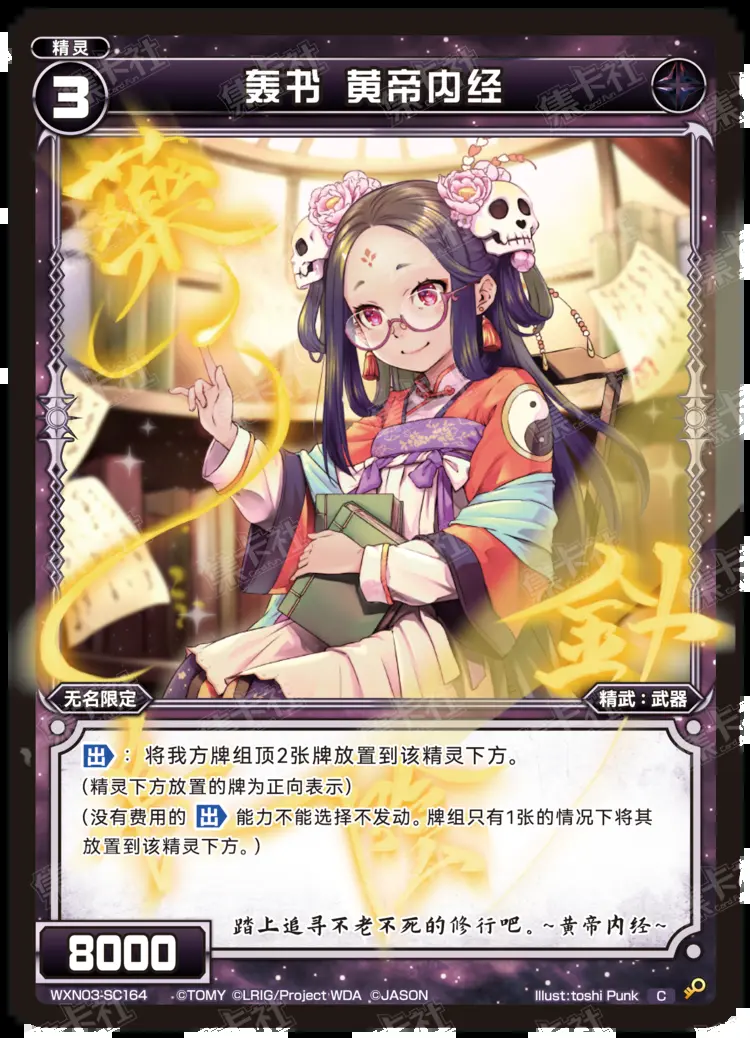 精灵
3
轰书 黄帝内经
藥
針
无名限定
精武：武器
出：将我方牌组顶2张牌放置到该精灵下方。
(精灵下方放置的牌为正向表示)
(没有费用的 出 能力不能选择不发动。牌组只有1张的情况下将其
放置到该精灵下方。)
踏上追寻不老不死的修行吧。~黄帝内经~
8000
WXN03-SC164 ©TOMY ©LRIG/Project WDA ©JASON
Illust:toshi Punk C
集卡社